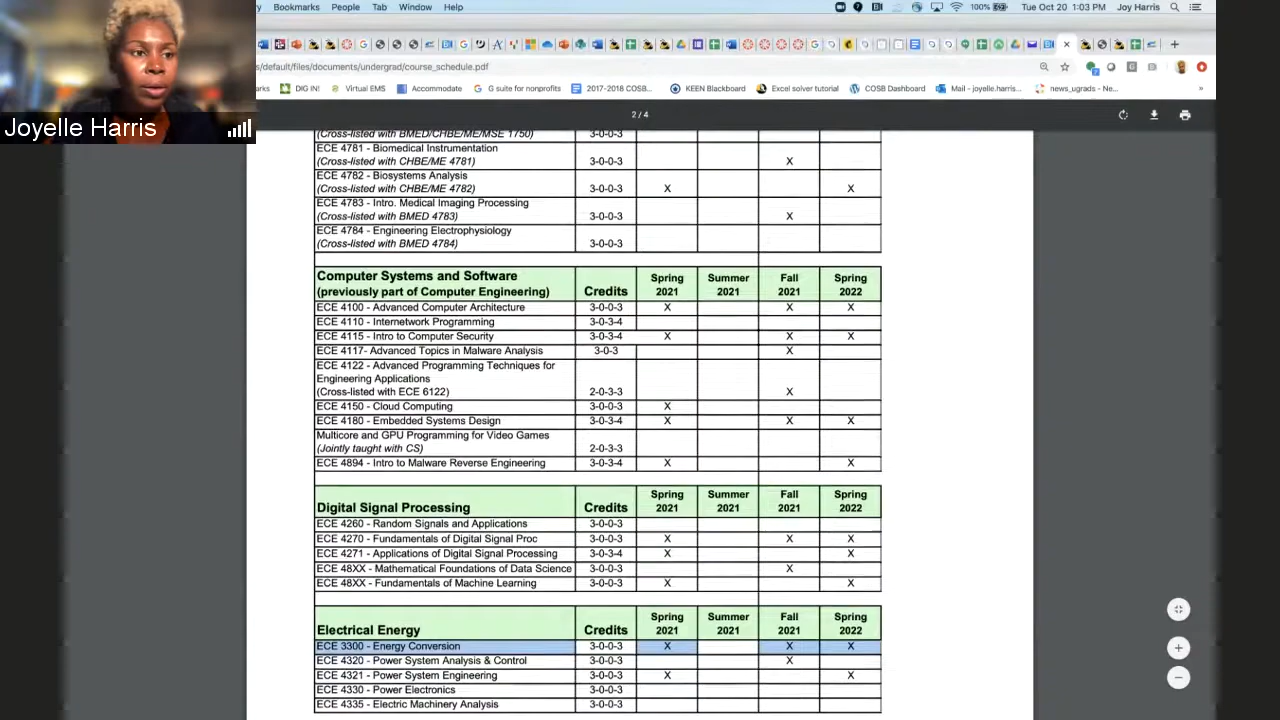 Bookmarks People Tab Window Help
100% Tue Oct 20 1:03 PM Joy Harris
s/default/files/documents/undergrad/course_schedule.pdf
arks DIG IN! Virtual EMS Accommodate G suite for nonprofits 2017-2018 COSB... KEEN Blackboard Excel solver tutorial COSB Dashboard Mail - joyelle.harris... news_ugrads - Ne... »
Joyelle Harris
2 / 4
(Cross-listed with BMED/CHBE/ME/MSE 1750) 3-0-0-3
ECE 4781 - Biomedical Instrumentation
(Cross-listed with CHBE/ME 4781) 3-0-0-3 X
ECE 4782 - Biosystems Analysis
(Cross-listed with CHBE/ME 4782) 3-0-0-3 X X
ECE 4783 - Intro. Medical Imaging Processing
(Cross-listed with BMED 4783) 3-0-0-3 X
ECE 4784 - Engineering Electrophysiology
(Cross-listed with BMED 4784) 3-0-0-3
Computer Systems and Software Spring Summer Fall Spring
(previously part of Computer Engineering) Credits 2021 2021 2021 2022
ECE 4100 - Advanced Computer Architecture 3-0-0-3 X X X
ECE 4110 - Internetwork Programming 3-0-3-4
ECE 4115 - Intro to Computer Security 3-0-3-4 X X X
ECE 4117- Advanced Topics in Malware Analysis 3-0-3 X
ECE 4122 - Advanced Programming Techniques for
Engineering Applications
(Cross-listed with ECE 6122) 2-0-3-3 X
ECE 4150 - Cloud Computing 3-0-0-3 X
ECE 4180 - Embedded Systems Design 3-0-3-4 X X X
Multicore and GPU Programming for Video Games
(Jointly taught with CS) 2-0-3-3
ECE 4894 - Intro to Malware Reverse Engineering 3-0-3-4 X X
Spring Summer Fall Spring
Digital Signal Processing Credits 2021 2021 2021 2022
ECE 4260 - Random Signals and Applications 3-0-0-3
ECE 4270 - Fundamentals of Digital Signal Proc 3-0-0-3 X X X
ECE 4271 - Applications of Digital Signal Processing 3-0-3-4 X X
ECE 48XX - Mathematical Foundations of Data Science 3-0-0-3 X
ECE 48XX - Fundamentals of Machine Learning 3-0-0-3 X X
Spring Summer Fall Spring
Electrical Energy Credits 2021 2021 2021 2022
ECE 3300 - Energy Conversion 3-0-0-3 X X X
ECE 4320 - Power System Analysis & Control 3-0-0-3 X
ECE 4321 - Power System Engineering 3-0-0-3 X X
ECE 4330 - Power Electronics 3-0-0-3
ECE 4335 - Electric Machinery Analysis 3-0-0-3